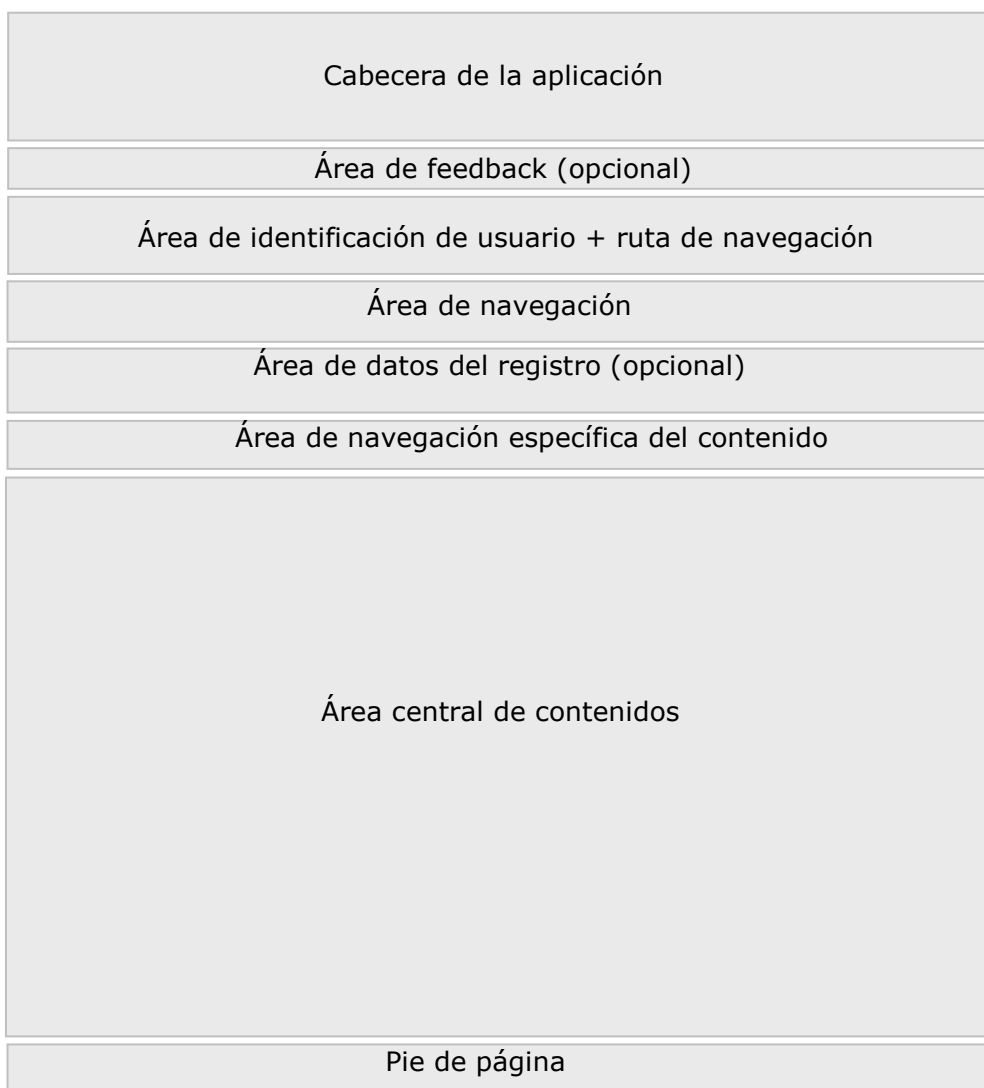 Cabecera de la aplicación
Área de feedback (opcional)
Área de identificación de usuario + ruta de navegación
Área de navegación
Área de datos del registro (opcional)
Área de navegación específica del contenido
Área central de contenidos
Pie de página